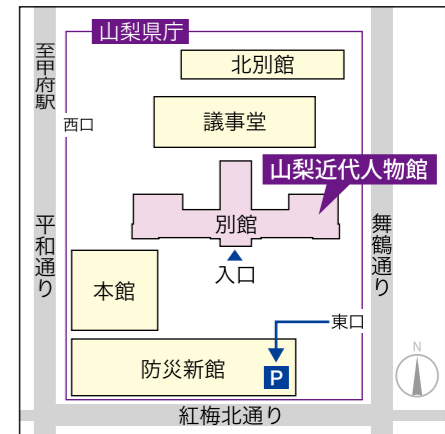 山梨県庁
至甲府駅
北別館
西口
議事堂
山梨近代人物館
別館
平和通り
舞鶴通り
入口
本館
東口
防災新館
P
N
紅梅北通り